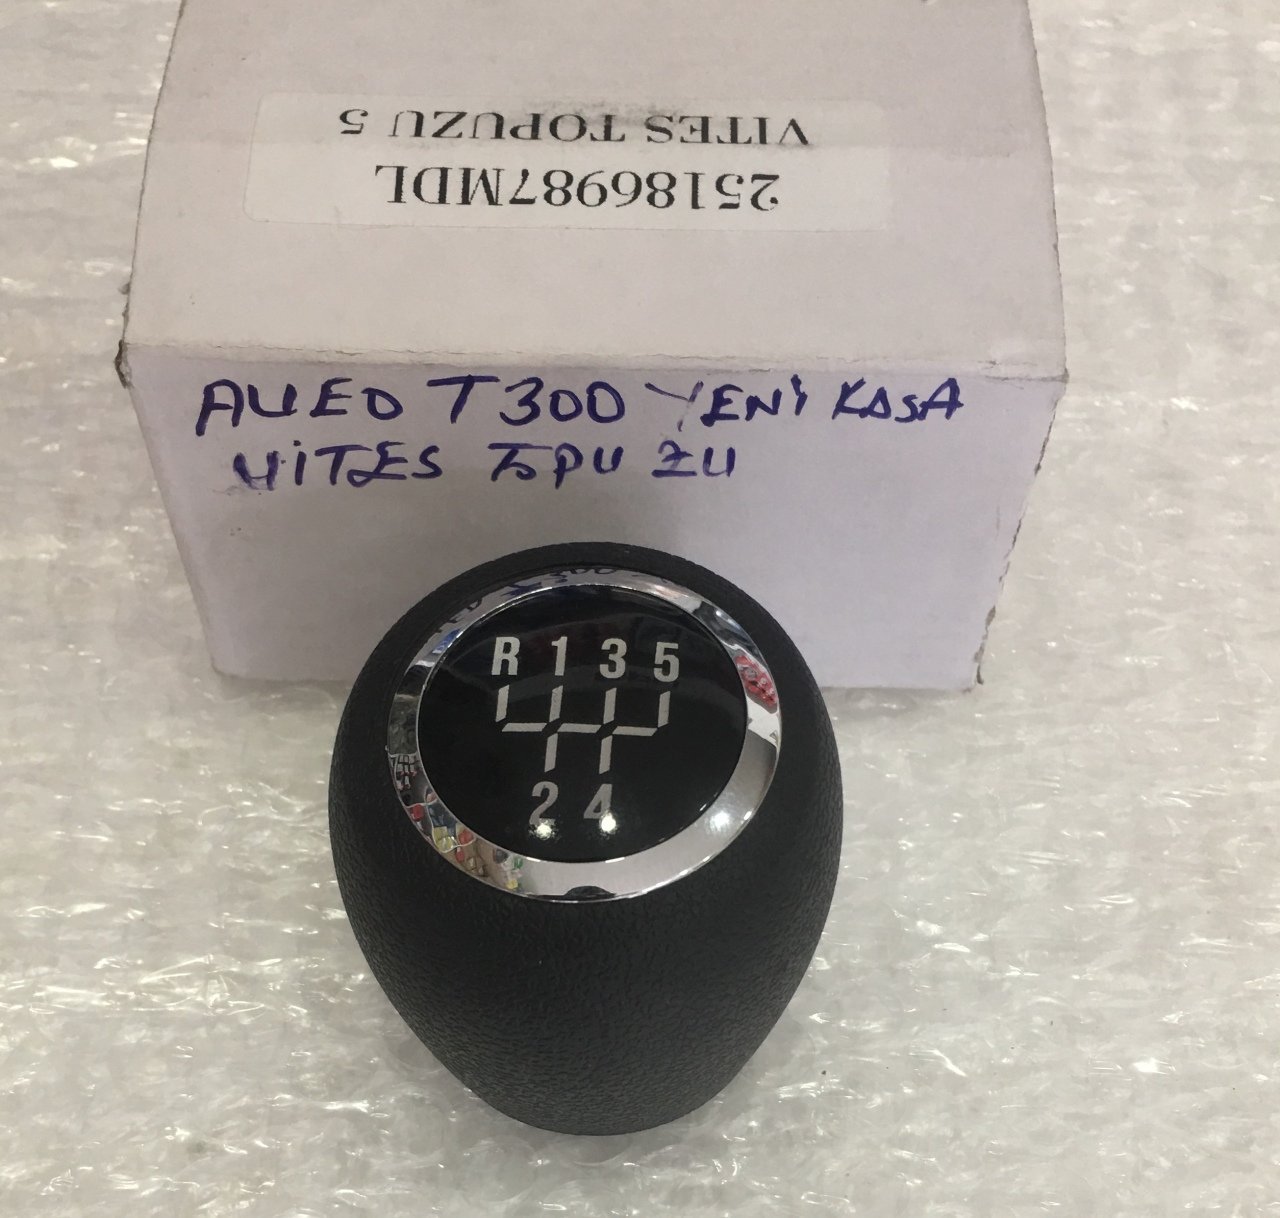 25186987MDL
VITES TOPUZU 5
AVEO T300 YENİ KASA
VİTES TOPUZU
R 1 3 5
2 4